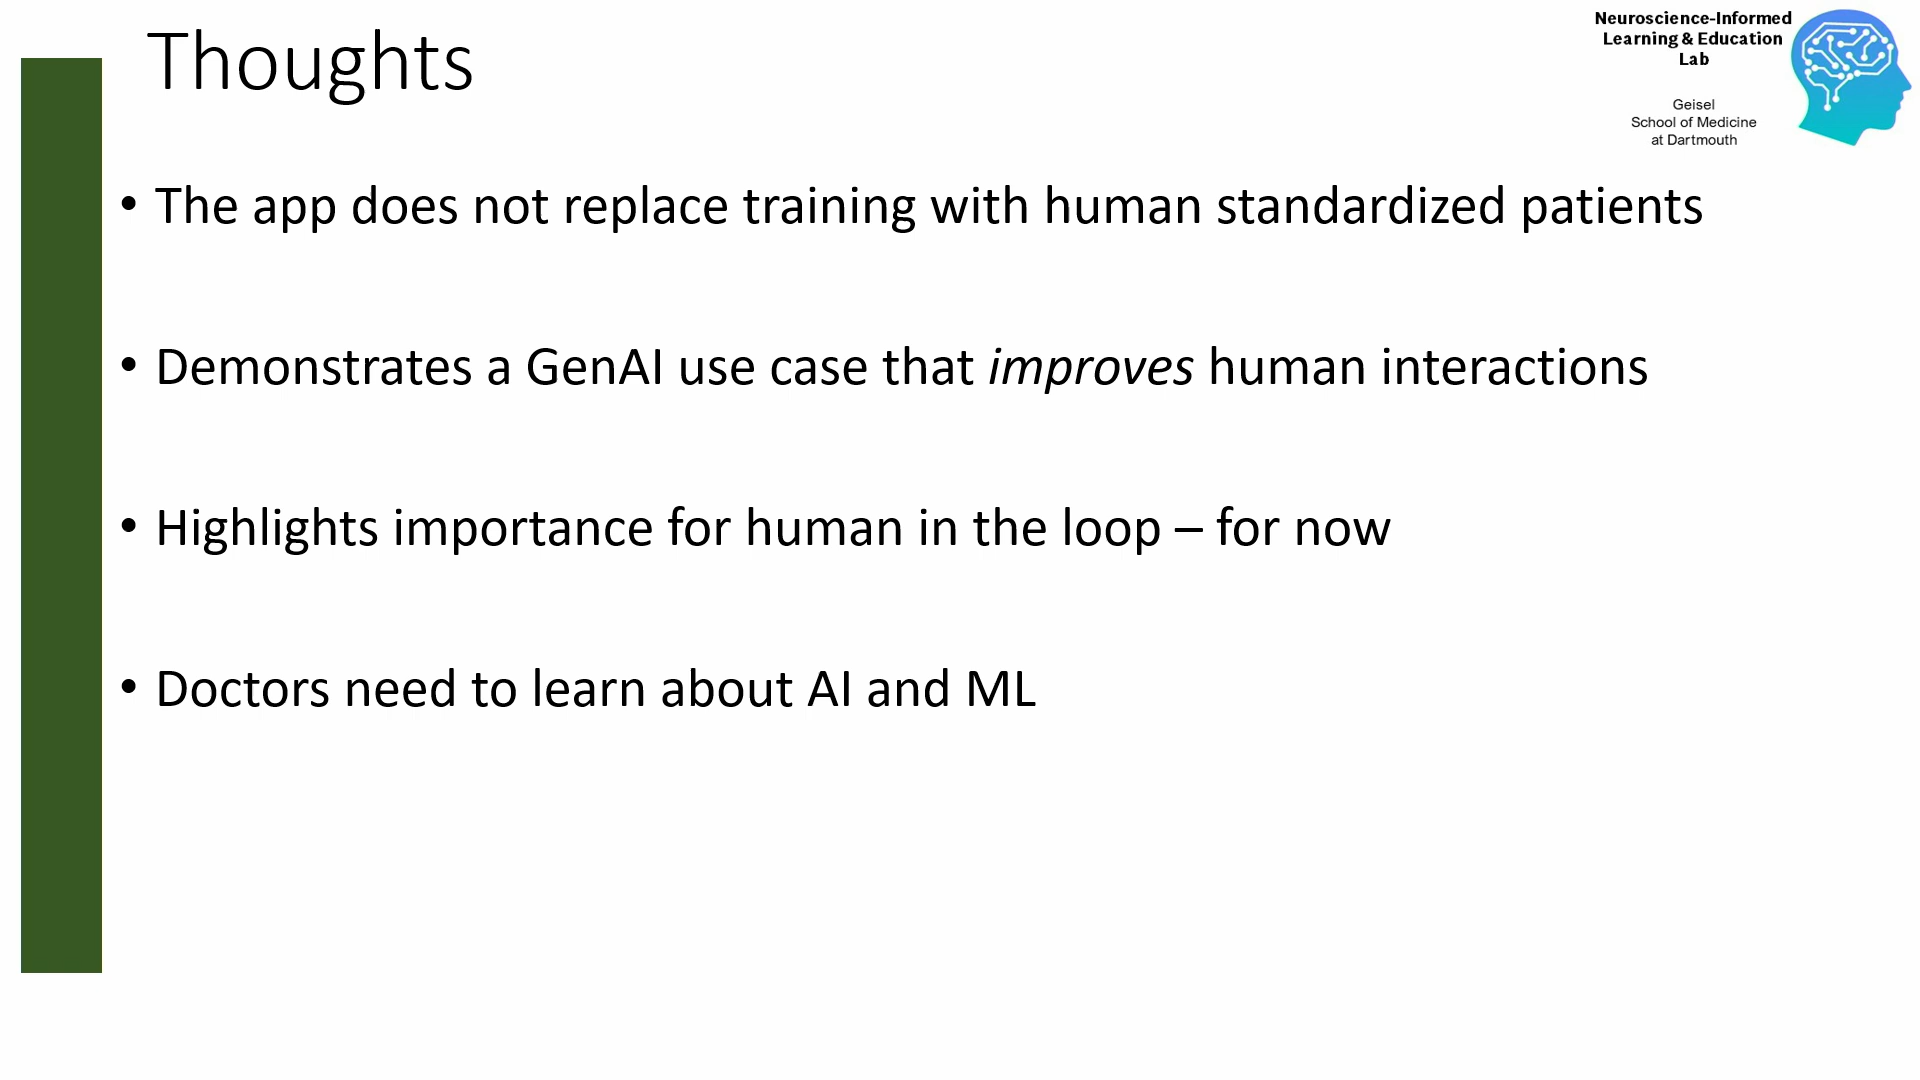 Thoughts
Neuroscience-Informed
Learning & Education
Lab
Geisel
School of Medicine
at Dartmouth
• The app does not replace training with human standardized patients
• Demonstrates a GenAI use case that improves human interactions
• Highlights importance for human in the loop – for now
• Doctors need to learn about AI and ML